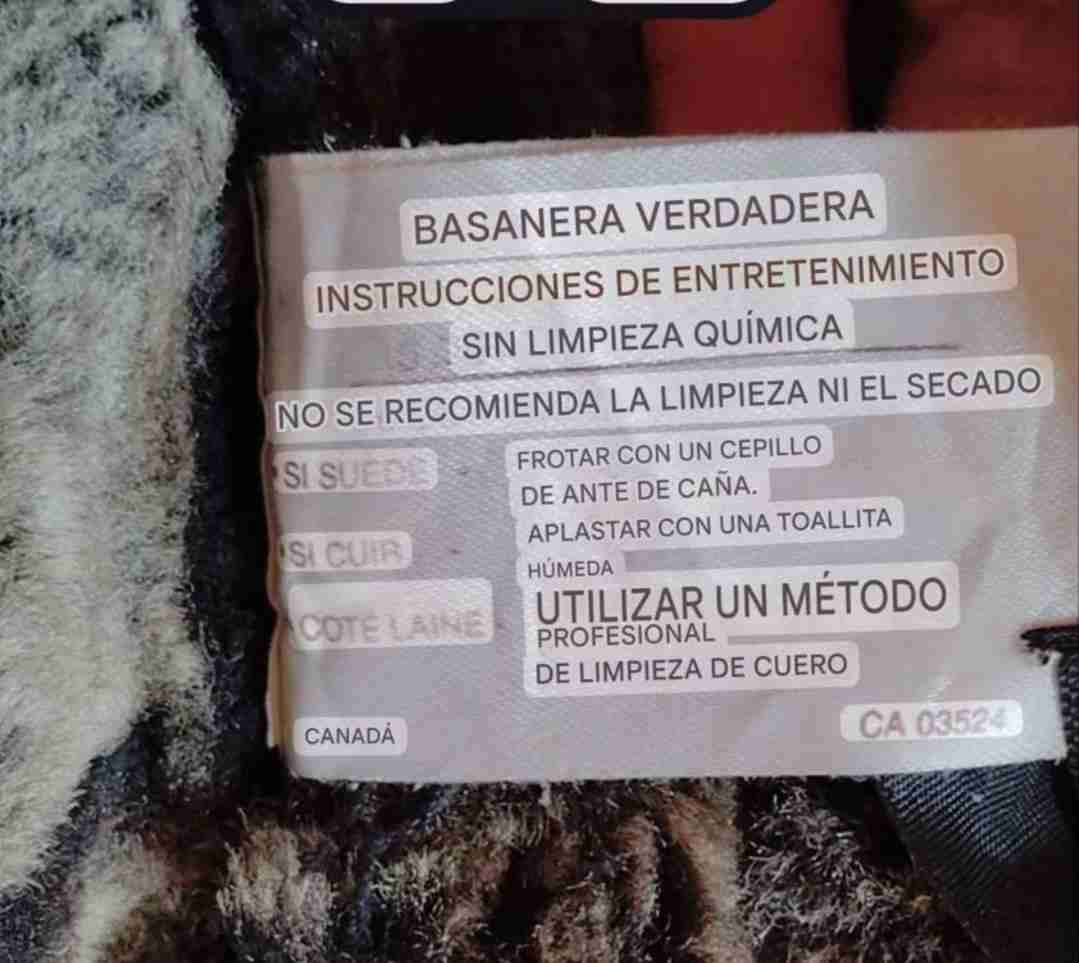 BASANERA VERDADERA
INSTRUCCIONES DE ENTRETENIMIENTO
SIN LIMPIEZA QUÍMICA
NO SE RECOMIENDA LA LIMPIEZA NI EL SECADO
SI SUEDE
FROTAR CON UN CEPILLO
DE ANTE DE CAÑA.
SI CUIR
APLASTAR CON UNA TOALLITA
HÚMEDA
COTE LAINE
UTILIZAR UN MÉTODO
PROFESIONAL
DE LIMPIEZA DE CUERO
CANADÁ
CA 03524